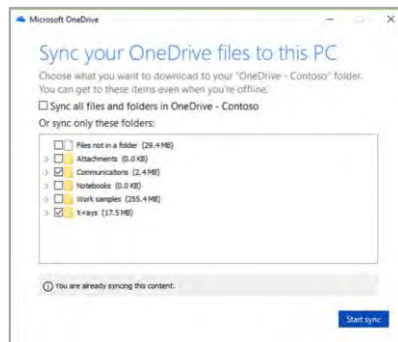 Microsoft OneDrive
Sync your OneDrive files to this PC
Choose what you want to download to your "OneDrive - Contoso" folder.
You can get to these items even when you're offline.
Sync all files and folders in OneDrive - Contoso
Or sync only these folders:
Files not in a folder (29.4 MB)
Attachments (0.0 KB)
Communications (2.4 MB)
Notebooks (0.0 KB)
Work samples (255.4 MB)
X-rays (17.5 MB)
You are already syncing this content.
Start sync